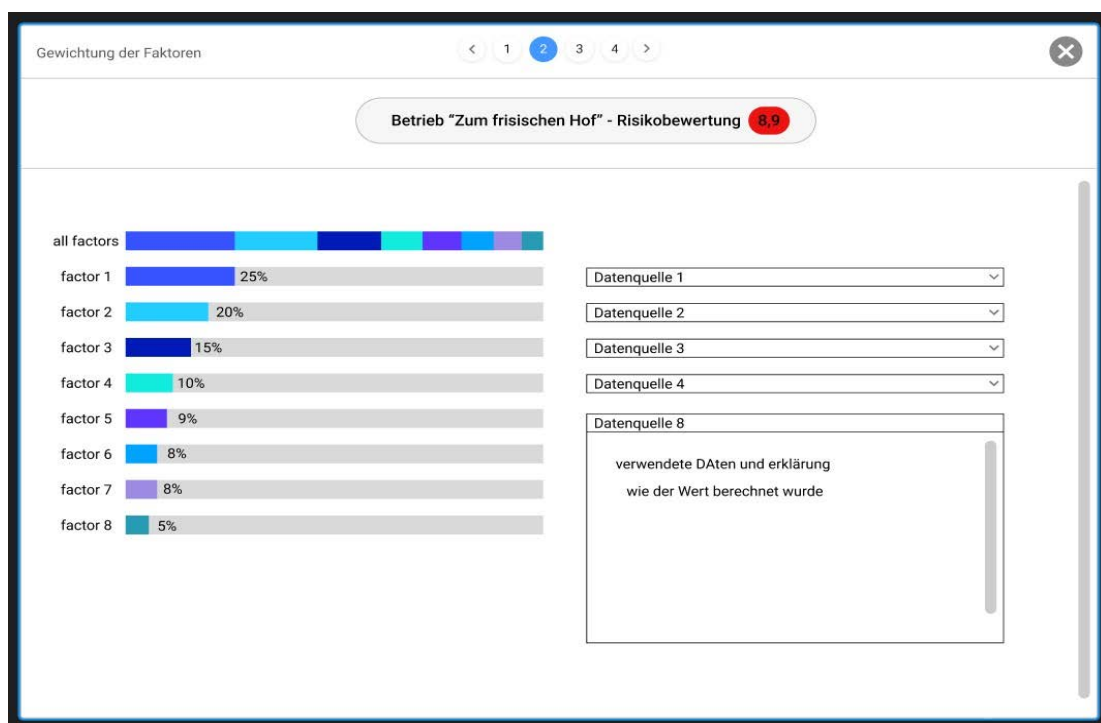 Gewichtung der Faktoren
< 1 2 3 4 >
Betrieb "Zum frisischen Hof" - Risikobewertung 8,9
all factors
factor 1 25%
Datenquelle 1
factor 2 20%
Datenquelle 2
factor 3 15%
Datenquelle 3
factor 4 10%
Datenquelle 4
factor 5 9%
factor 6 8%
factor 7 8%
factor 8 5%
Datenquelle 8
verwendete DAten und erklärung
wie der Wert berechnet wurde